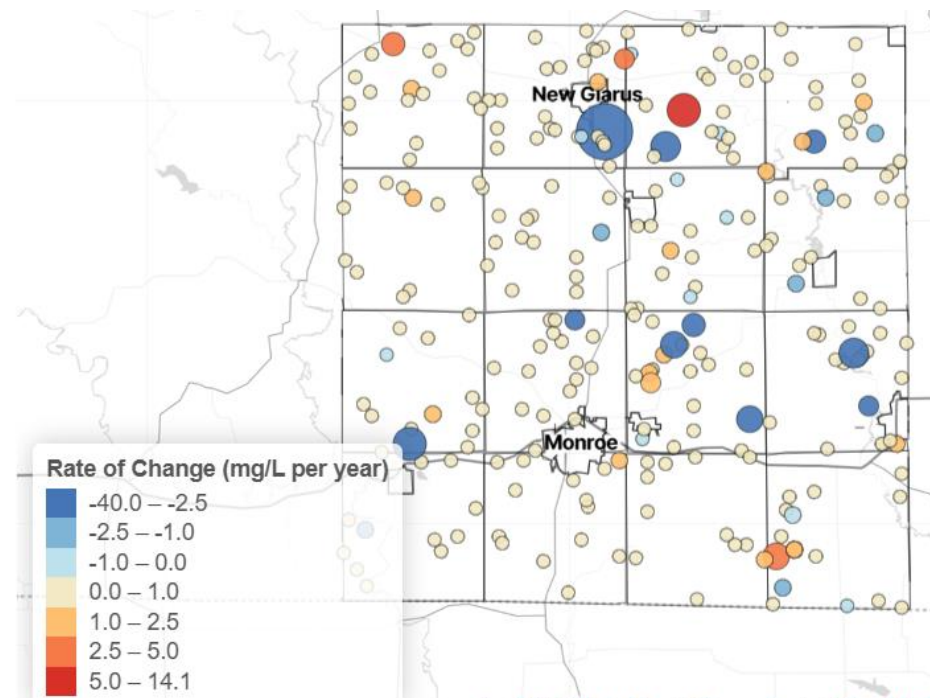 New Glarus
Monroe
Rate of Change (mg/L per year)
-40.0 – -2.5
-2.5 – -1.0
-1.0 – 0.0
0.0 – 1.0
1.0 – 2.5
2.5 – 5.0
5.0 – 14.1